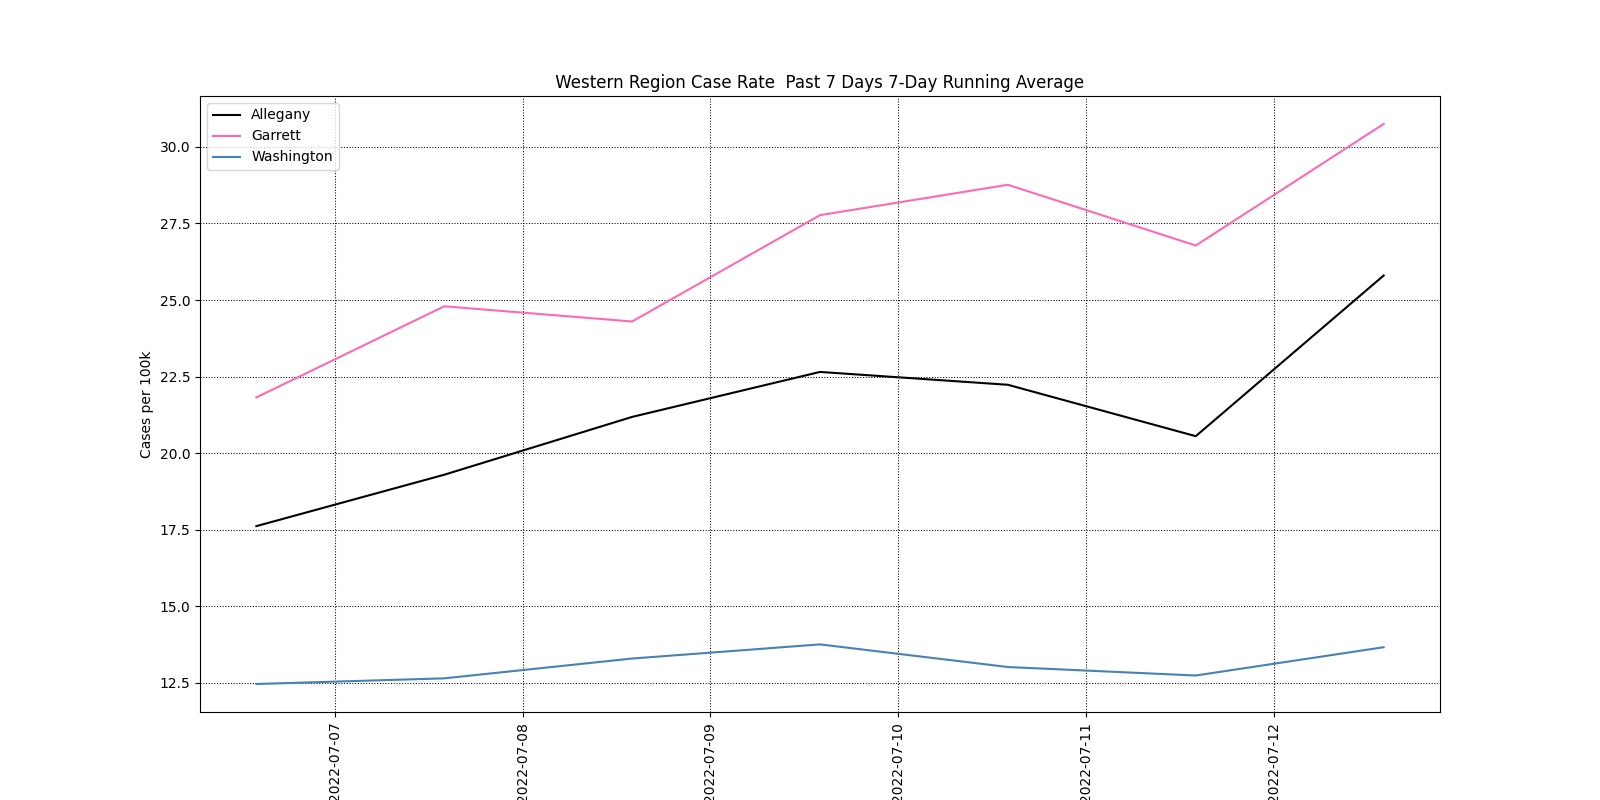 Western Region Case Rate  Past 7 Days 7-Day Running Average
Allegany
Garrett
Washington
Cases per 100k
30.0
27.5
25.0
22.5
20.0
17.5
15.0
12.5
2022-07-07
2022-07-08
2022-07-09
2022-07-10
2022-07-11
2022-07-12